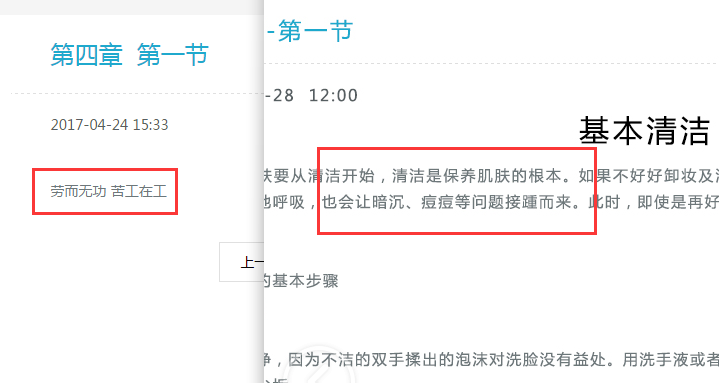 第四章 第一节
2017-04-24 15:33
劳而无功 苦工在工
上一
-第一节
-28 12:00
基本清洁
肤要从清洁开始，清洁是保养肌肤的根本。如果不好好卸妆及
地呼吸，也会让暗沉、痘痘等问题接踵而来。此时，即使是再好
的基本步骤
净，因为不洁的双手揉出的泡沫对洗脸没有益处。用洗手液或者